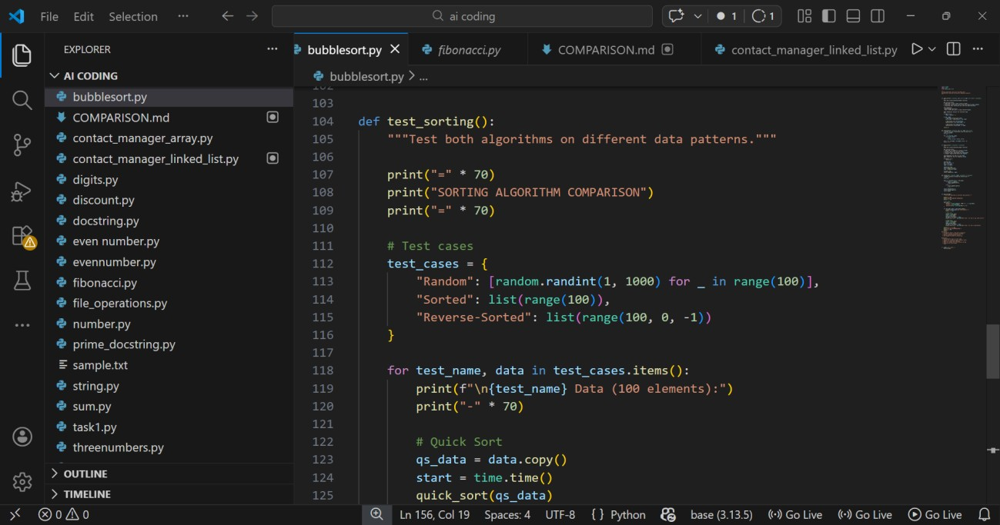 File Edit Selection ··· ai coding 1 1
EXPLORER ···
AI CODING
bubblesort.py
COMPARISON.md
contact_manager_array.py
contact_manager_linked_list.py
digits.py
discount.py
docstring.py
even number.py
evennumber.py
fibonacci.py
file_operations.py
number.py
prime_docstring.py
sample.txt
string.py
sum.py
task1.py
threenumbers.py
OUTLINE
TIMELINE
bubblesort.py fibonacci.py COMPARISON.md contact_manager_linked_list.py
bubblesort.py > ...
102
103
104 def test_sorting():
105     """Test both algorithms on different data patterns."""
106
107     print("=" * 70)
108     print("SORTING ALGORITHM COMPARISON")
109     print("=" * 70)
110
111     # Test cases
112     test_cases = {
113         "Random": [random.randint(1, 1000) for _ in range(100)],
114         "Sorted": list(range(100)),
115         "Reverse-Sorted": list(range(100, 0, -1))
116     }
117
118     for test_name, data in test_cases.items():
119         print(f"\n{test_name} Data (100 elements):")
120         print("-" * 70)
121
122         # Quick Sort
123         qs_data = data.copy()
124         start = time.time()
125         quick_sort(qs_data)
0 0 Ln 156, Col 19 Spaces: 4 UTF-8 { } Python base (3.13.5) Go Live Go Live Go Live